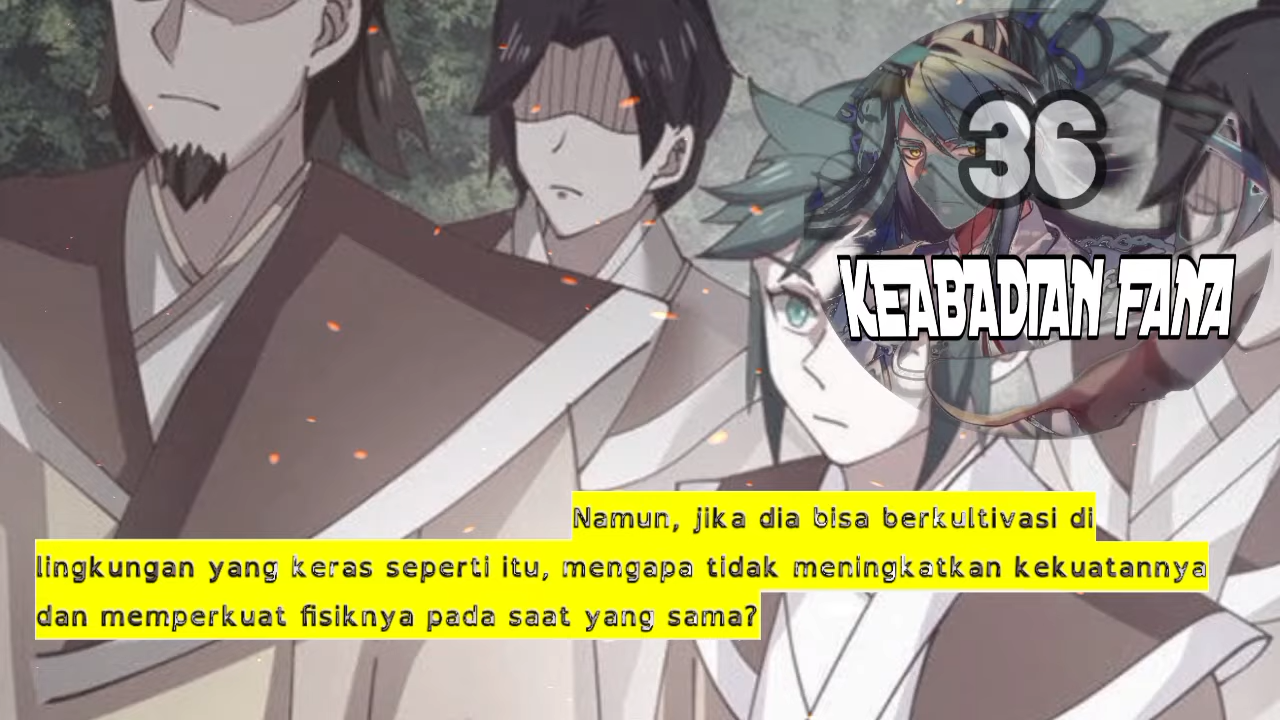 36
KEABADIAN FANA
Namun, jika dia bisa berkultivasi di
lingkungan yang keras seperti itu, mengapa tidak meningkatkan kekuatannya
dan memperkuat fisiknya pada saat yang sama?